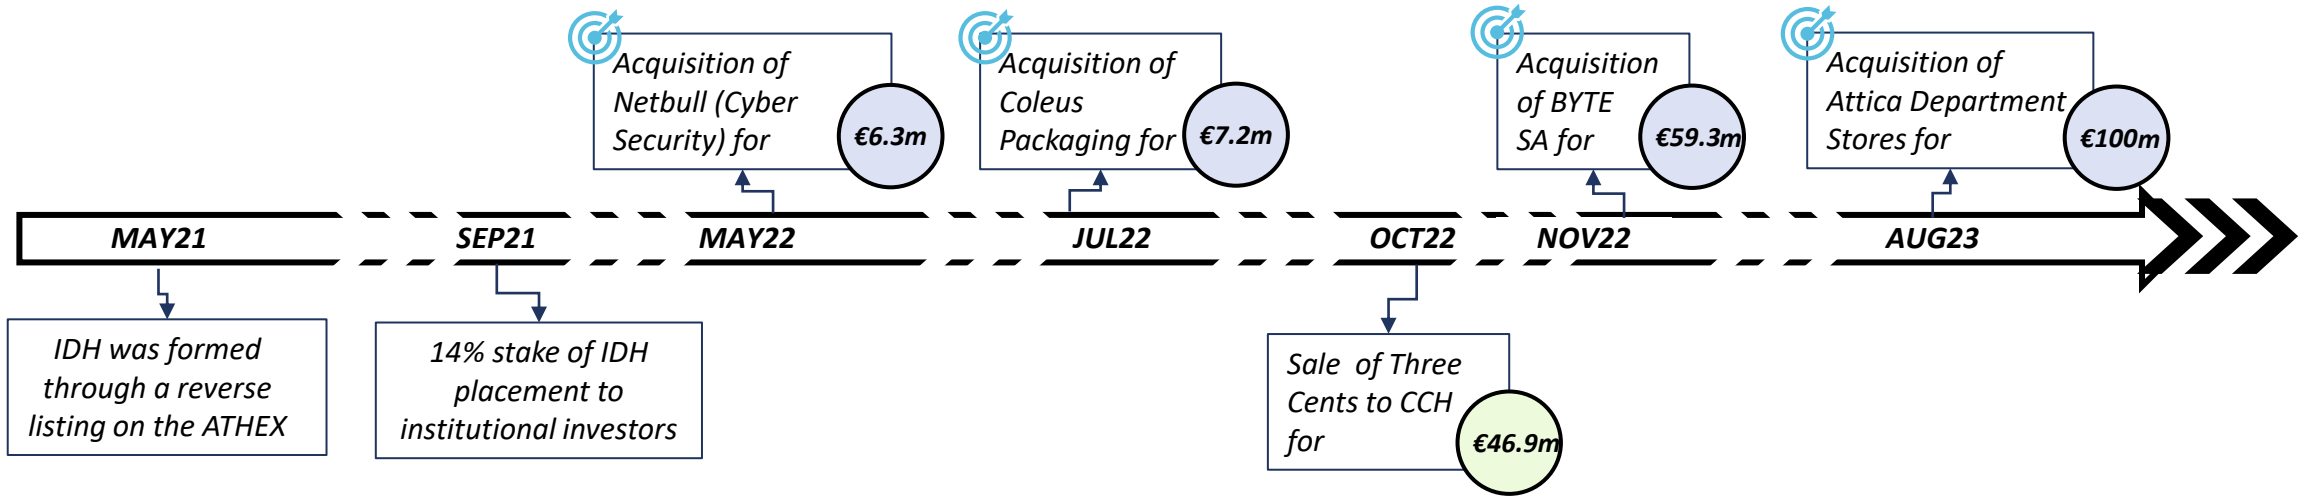 Acquisition of
Netbull (Cyber
Security) for
€6.3m
Acquisition of
Coleus
Packaging for
€7.2m
Acquisition
of BYTE
SA for
€59.3m
Acquisition of
Attica Department
Stores for
€100m
MAY21
SEP21
MAY22
JUL22
OCT22
NOV22
AUG23
IDH was formed
through a reverse
listing on the ATHEX
14% stake of IDH
placement to
institutional investors
Sale  of Three
Cents to CCH
for
€46.9m